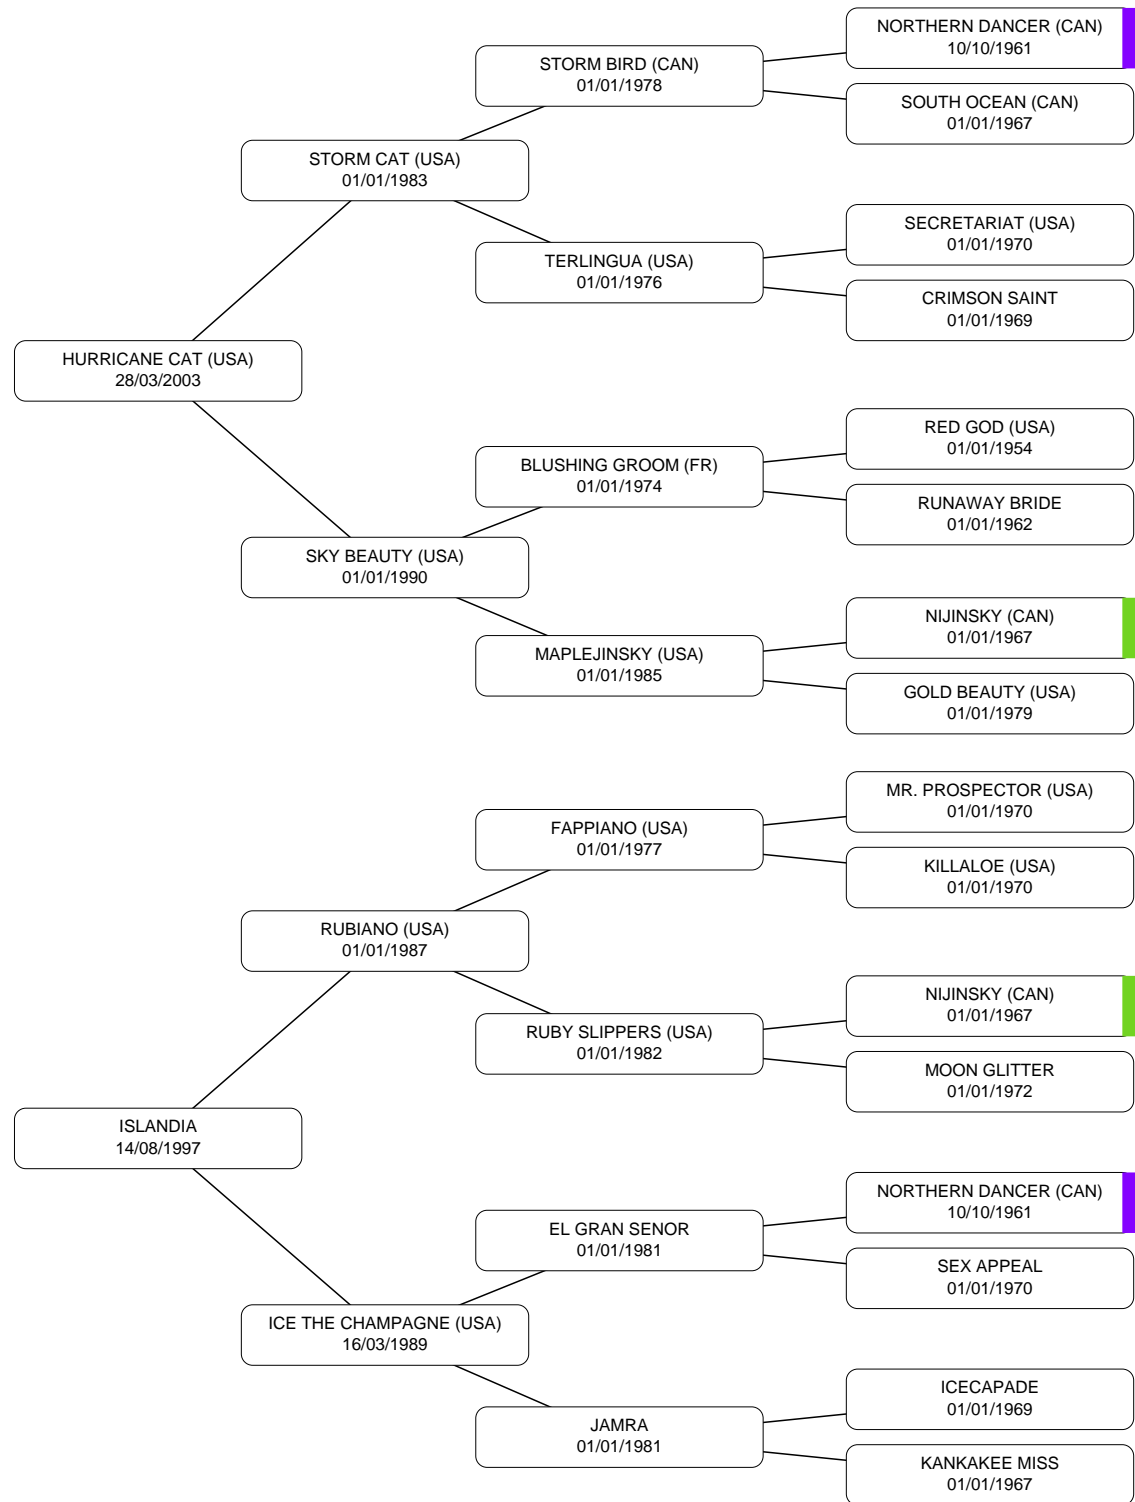 NORTHERN DANCER (CAN)
10/10/1961
STORM BIRD (CAN)
01/01/1978
SOUTH OCEAN (CAN)
01/01/1967
STORM CAT (USA)
01/01/1983
SECRETARIAT (USA)
01/01/1970
TERLINGUA (USA)
01/01/1976
CRIMSON SAINT
01/01/1969
HURRICANE CAT (USA)
28/03/2003
RED GOD (USA)
01/01/1954
BLUSHING GROOM (FR)
01/01/1974
RUNAWAY BRIDE
01/01/1962
SKY BEAUTY (USA)
01/01/1990
NIJINSKY (CAN)
01/01/1967
MAPLEJINSKY (USA)
01/01/1985
GOLD BEAUTY (USA)
01/01/1979
MR. PROSPECTOR (USA)
01/01/1970
FAPPIANO (USA)
01/01/1977
KILLALOE (USA)
01/01/1970
RUBIANO (USA)
01/01/1987
NIJINSKY (CAN)
01/01/1967
RUBY SLIPPERS (USA)
01/01/1982
MOON GLITTER
01/01/1972
ISLANDIA
14/08/1997
NORTHERN DANCER (CAN)
10/10/1961
EL GRAN SENOR
01/01/1981
SEX APPEAL
01/01/1970
ICE THE CHAMPAGNE (USA)
16/03/1989
ICECAPADE
01/01/1969
JAMRA
01/01/1981
KANKAKEE MISS
01/01/1967